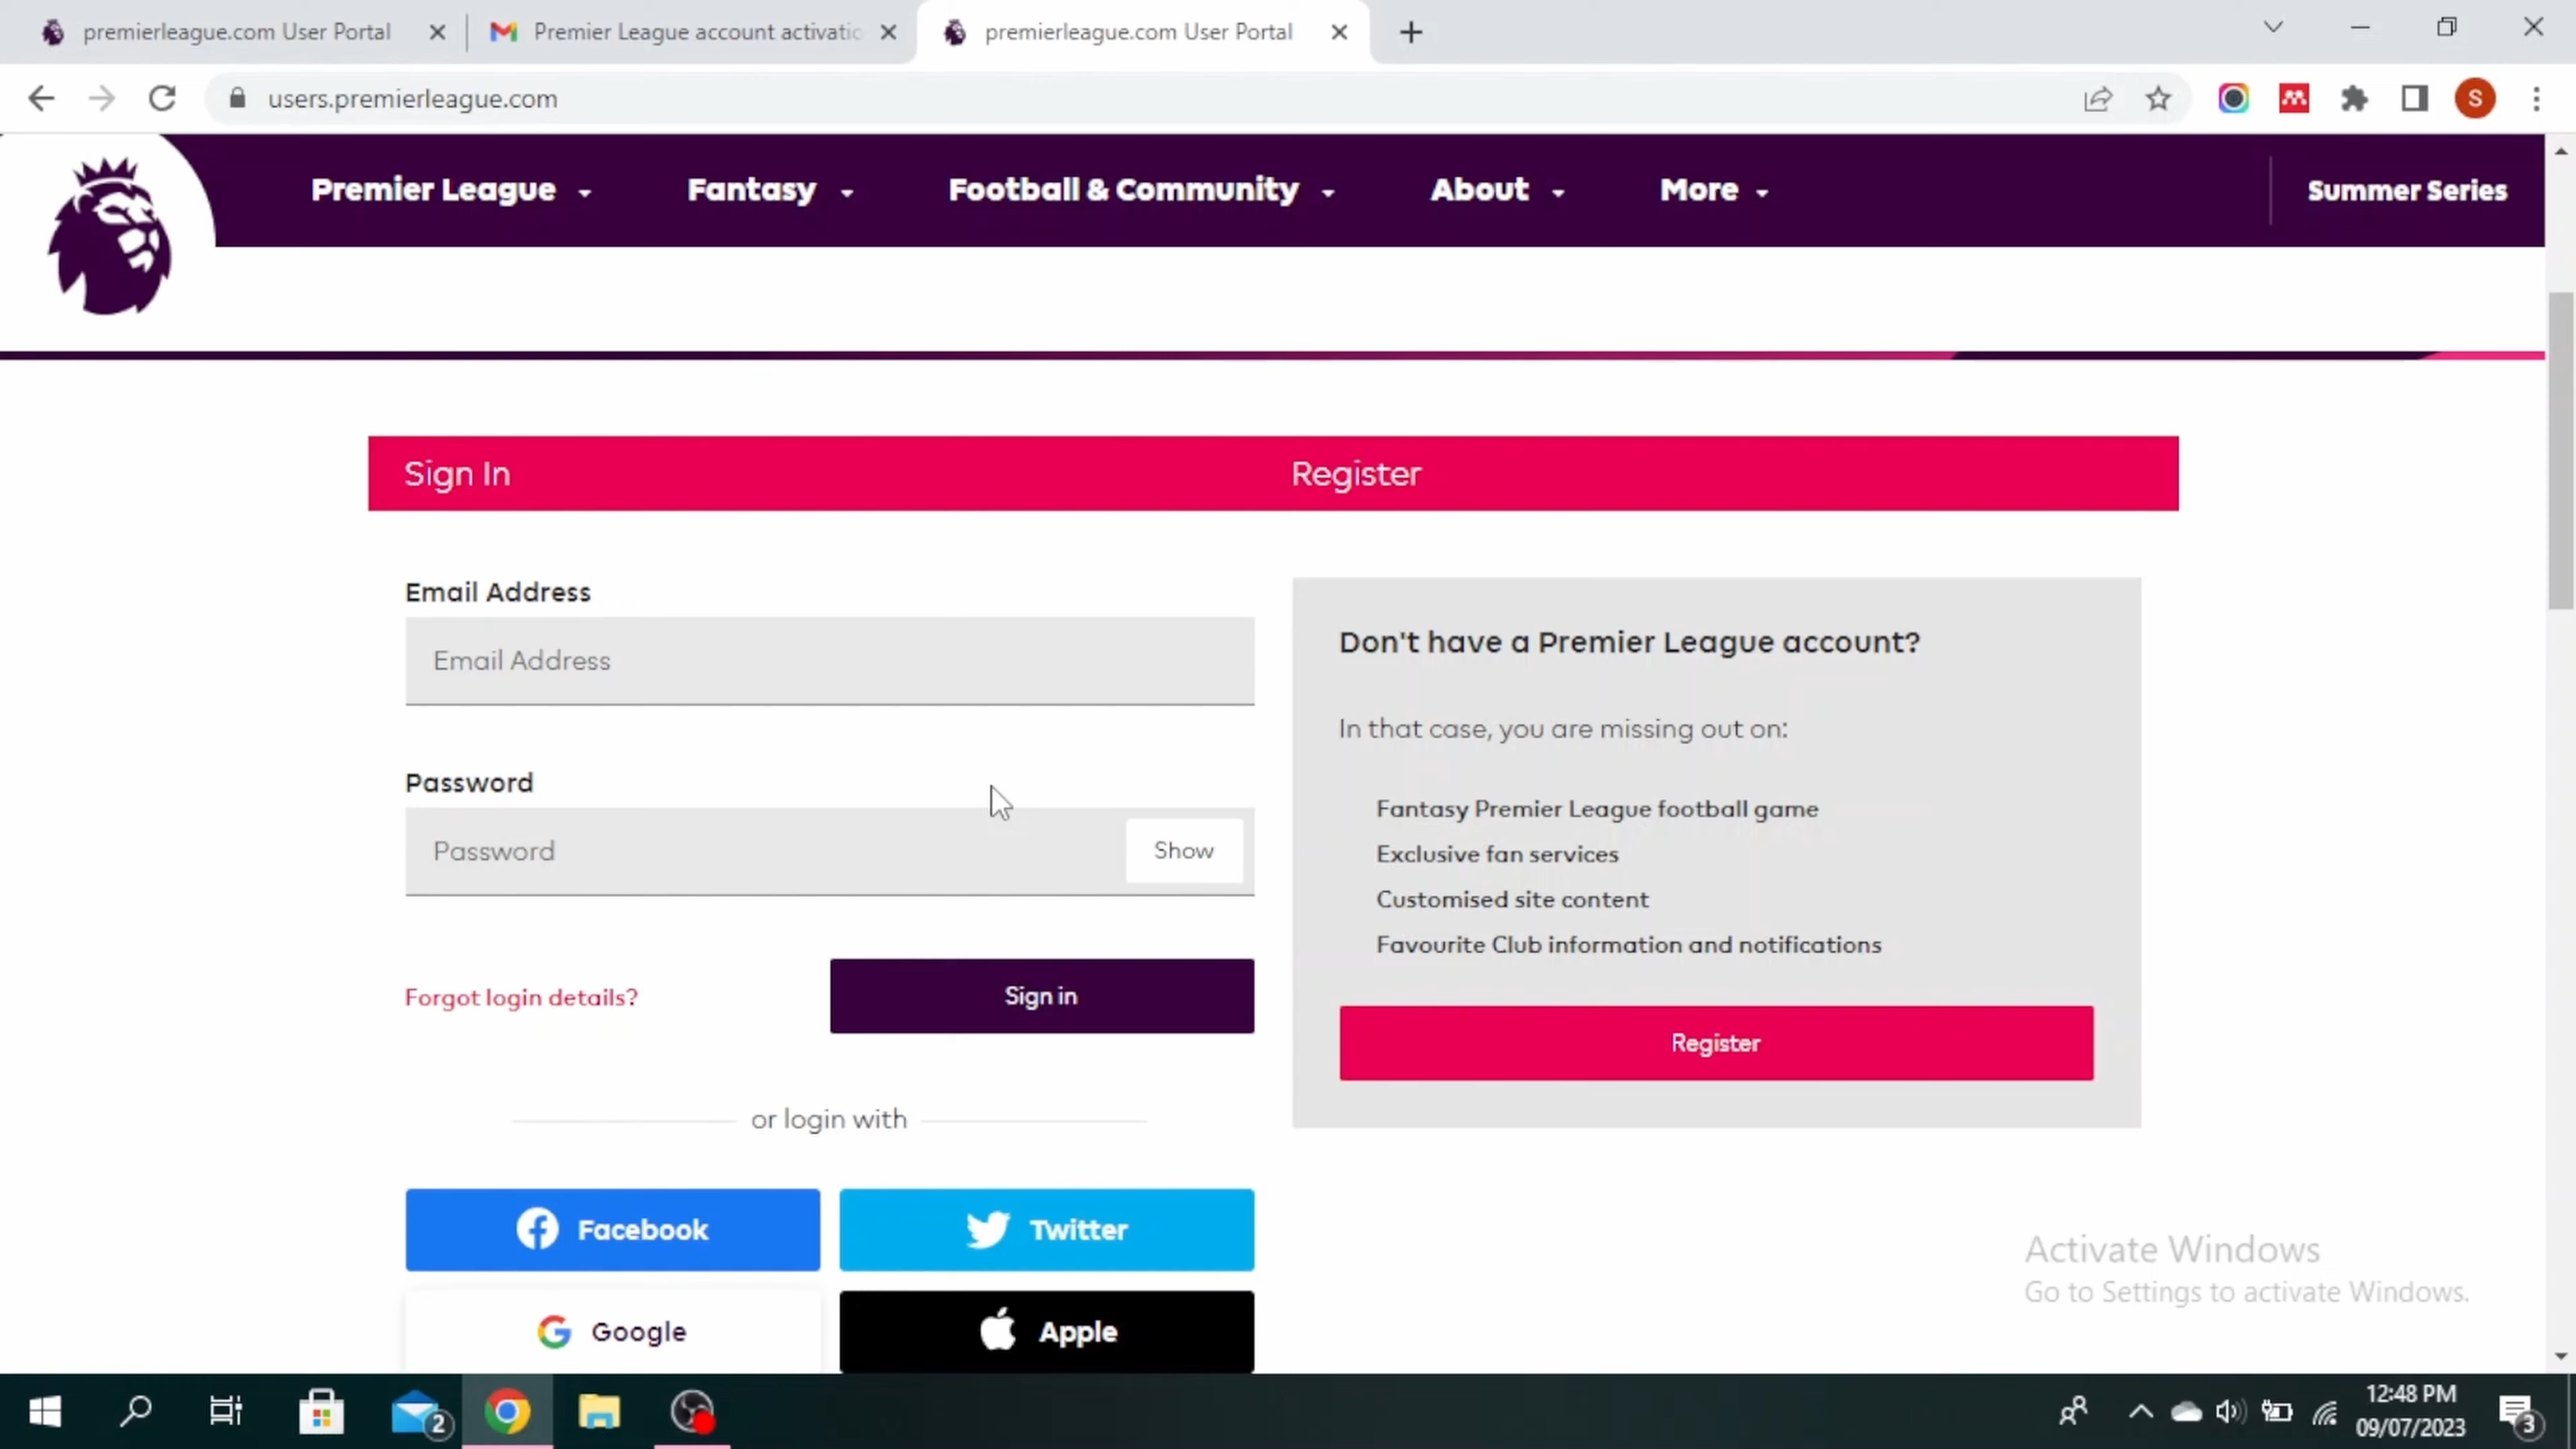 premierleague.com User Portal
Premier League account activatio
premierleague.com User Portal
users.premierleague.com
S
Premier League
Fantasy
Football & Community
About
More
Summer Series
Sign In
Register
Email Address
Email Address
Password
Password
Show
Forgot login details?
Sign in
or login with
Facebook
Twitter
Google
Apple
Don't have a Premier League account?
In that case, you are missing out on:
Fantasy Premier League football game
Exclusive fan services
Customised site content
Favourite Club information and notifications
Register
Activate Windows
Go to Settings to activate Windows.
2
12:48 PM
09/07/2023
3